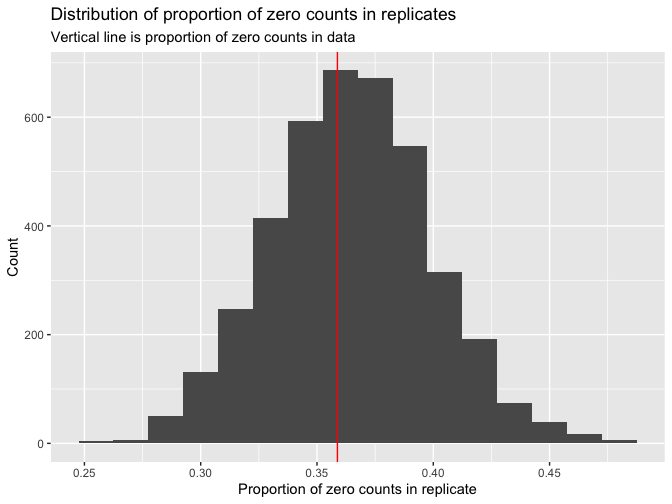 Distribution of proportion of zero counts in replicates
Vertical line is proportion of zero counts in data
600
400
200
0
Count
0.25 0.30 0.35 0.40 0.45
Proportion of zero counts in replicate